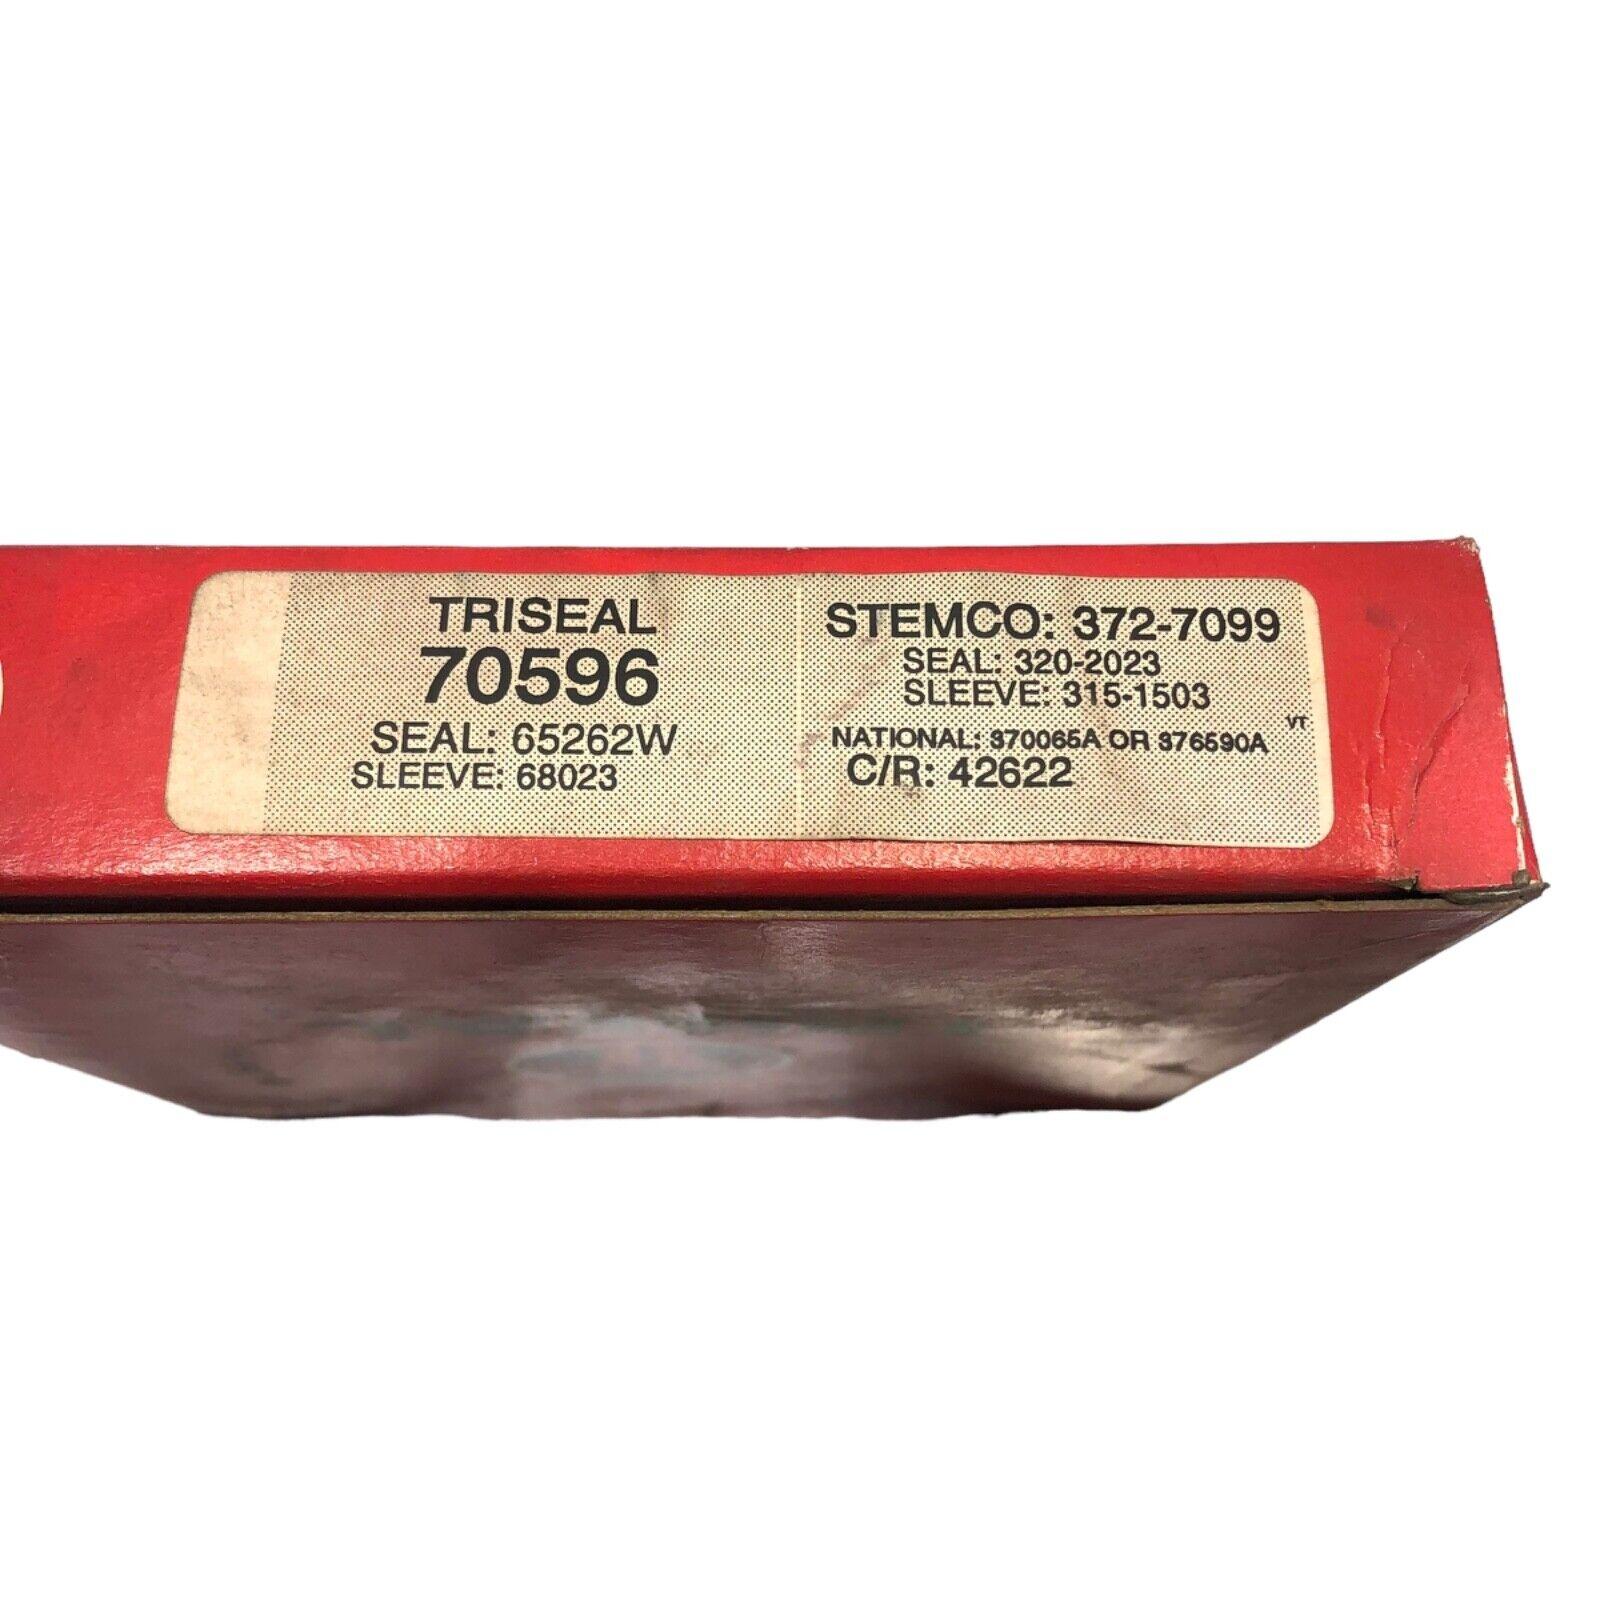 TRISEAL
70596
SEAL: 65262W
SLEEVE: 68023
STEMCO: 372-7099
SEAL: 320-2023
SLEEVE: 315-1503
VT
NATIONAL: 370065A OR 376590A
C/R: 42622